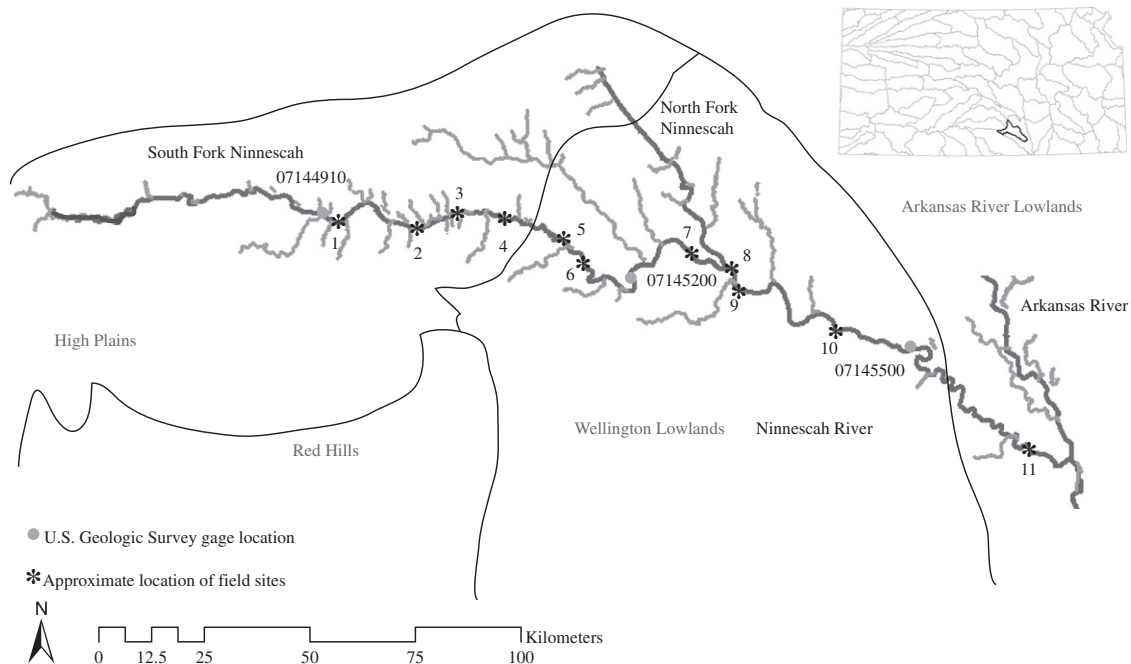 North Fork
Ninnescah
South Fork Ninnescah
07144910
Arkansas River Lowlands
1
2
3
4
5
6
7
8
07145200
9
Arkansas River
10
High Plains
07145500
Wellington Lowlands
Ninnescah River
Red Hills
11
U.S. Geologic Survey gage location
Approximate location of field sites
N
Kilometers
0 12.5 25 50 75 100